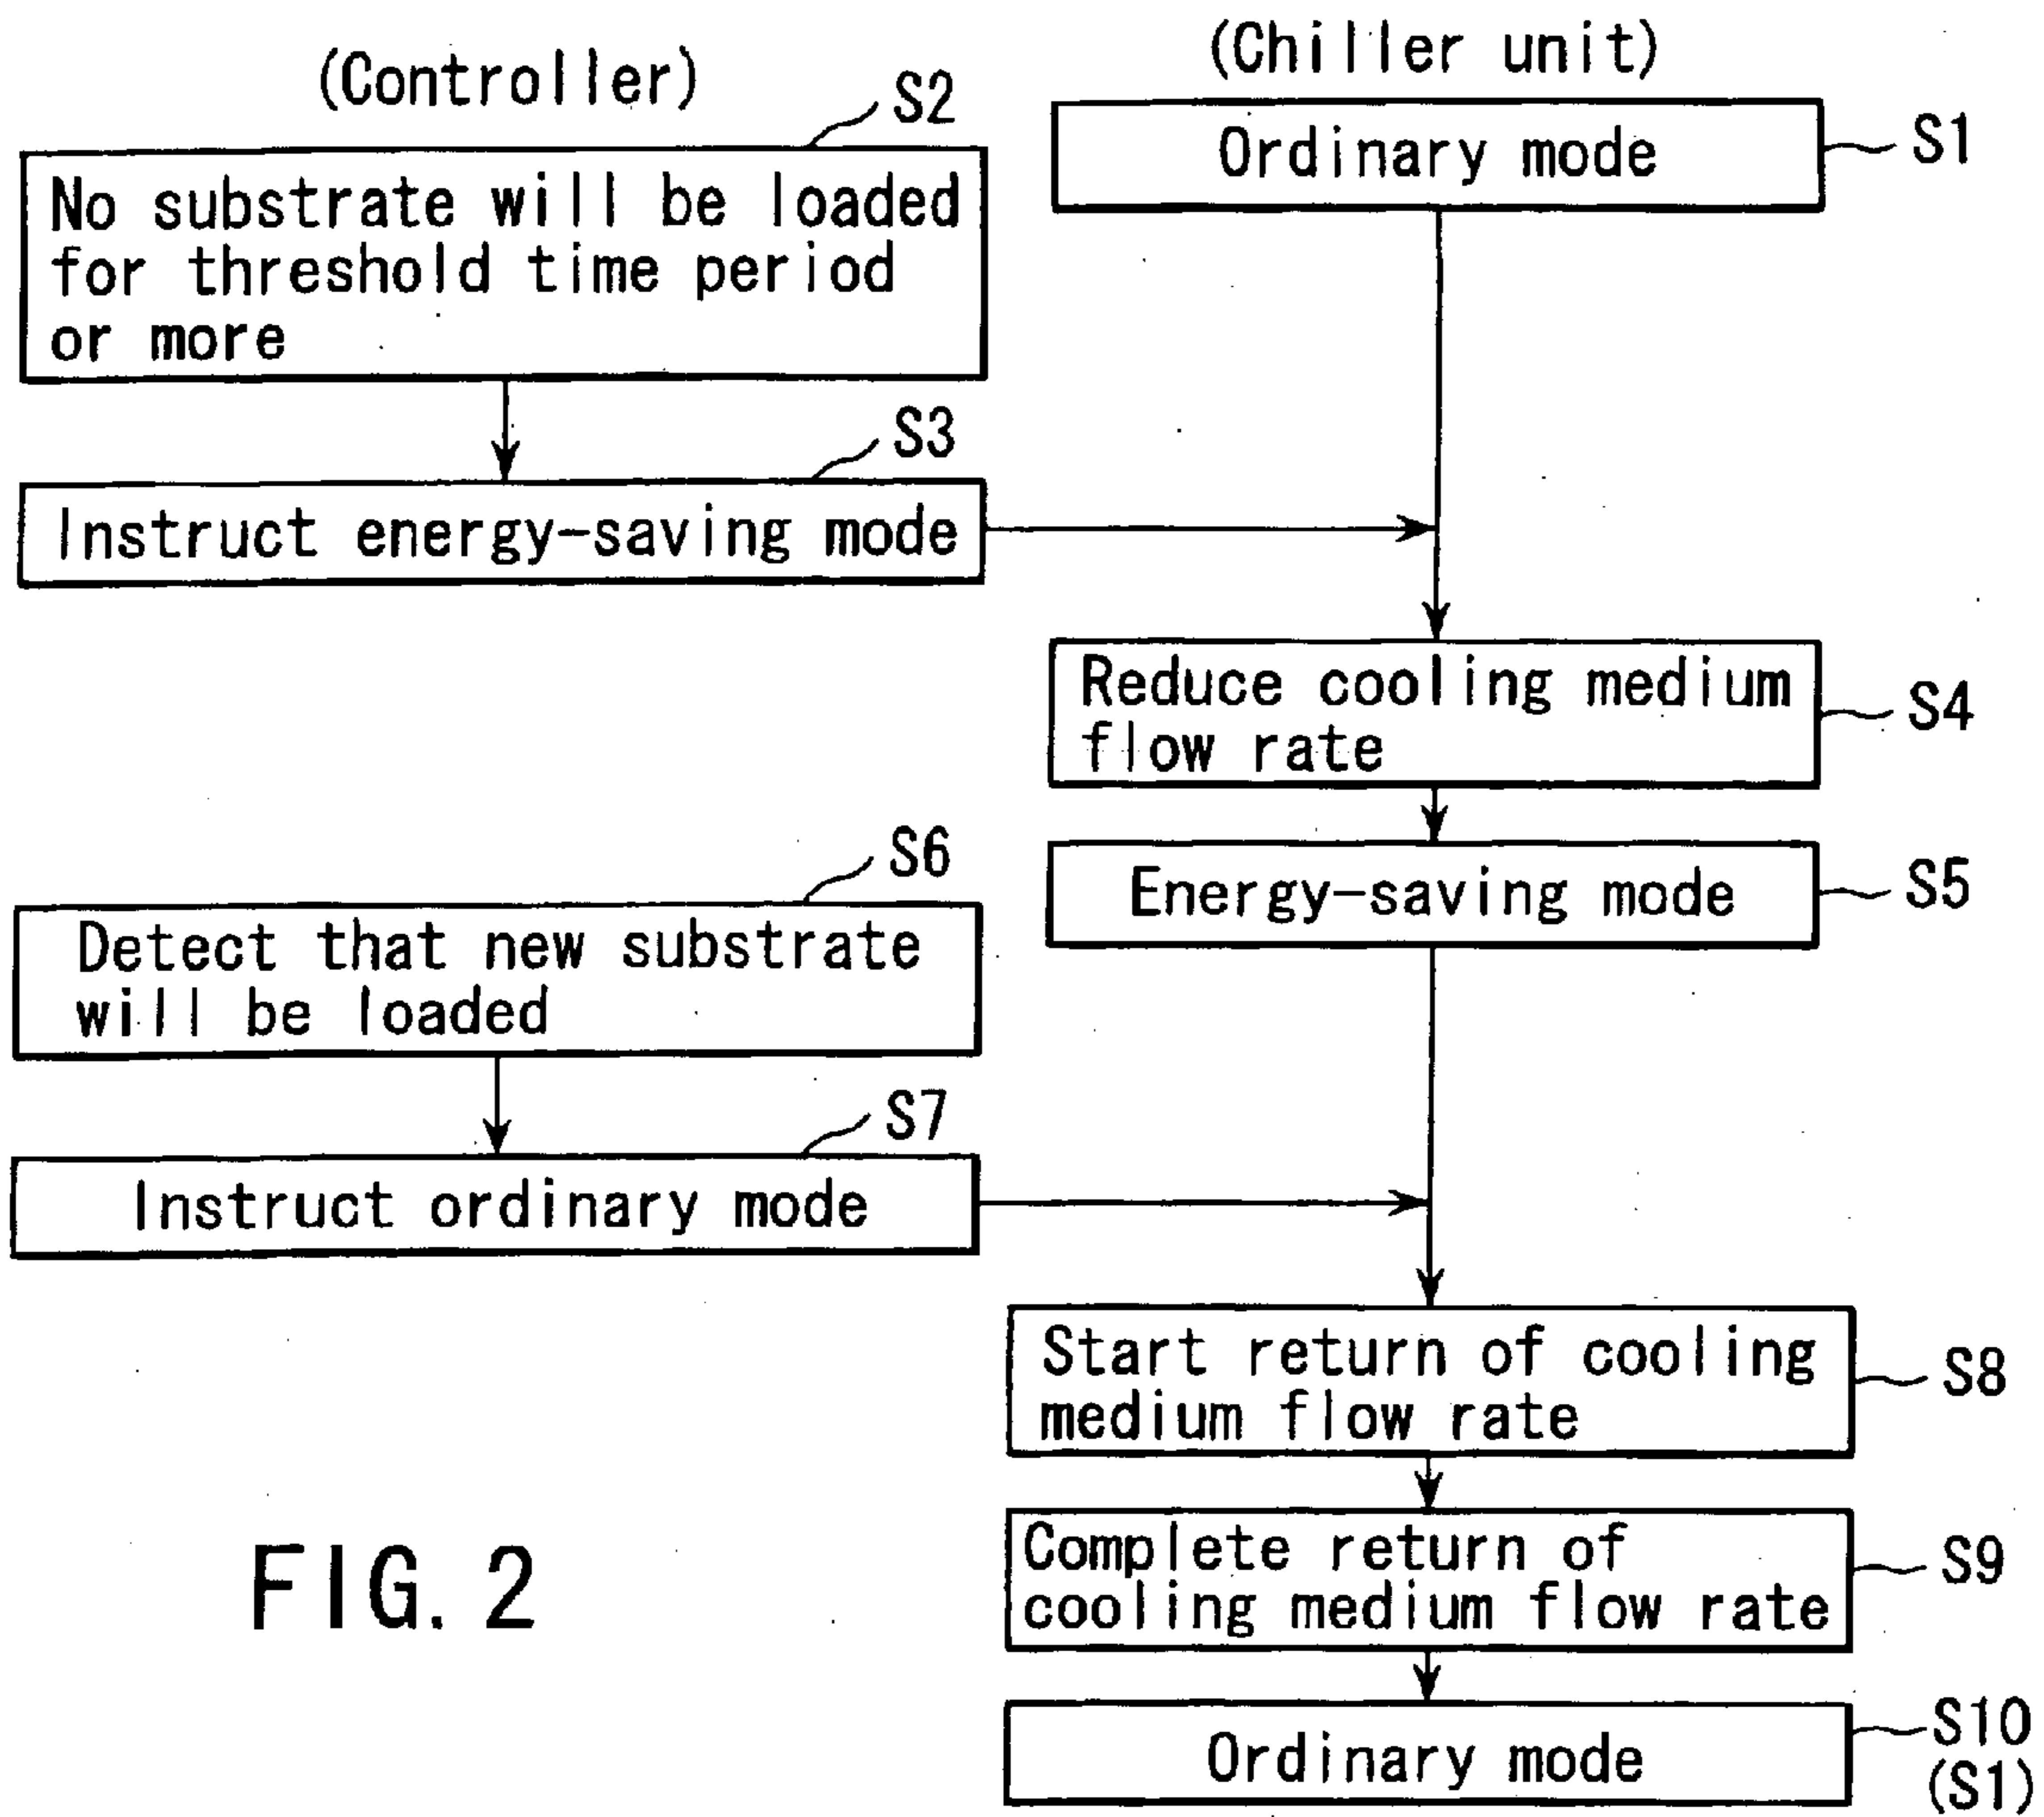 (Controller)
(Chiller unit)
S2
Ordinary mode
S1
No substrate will be loaded
for threshold time period
or more
S3
Instruct energy-saving mode
Reduce cooling medium
flow rate
S4
S6
Energy-saving mode
S5
Detect that new substrate
will be loaded
S7
Instruct ordinary mode
Start return of cooling
medium flow rate
S8
Complete return of
cooling medium flow rate
S9
FIG. 2
Ordinary mode
S10
(S1)